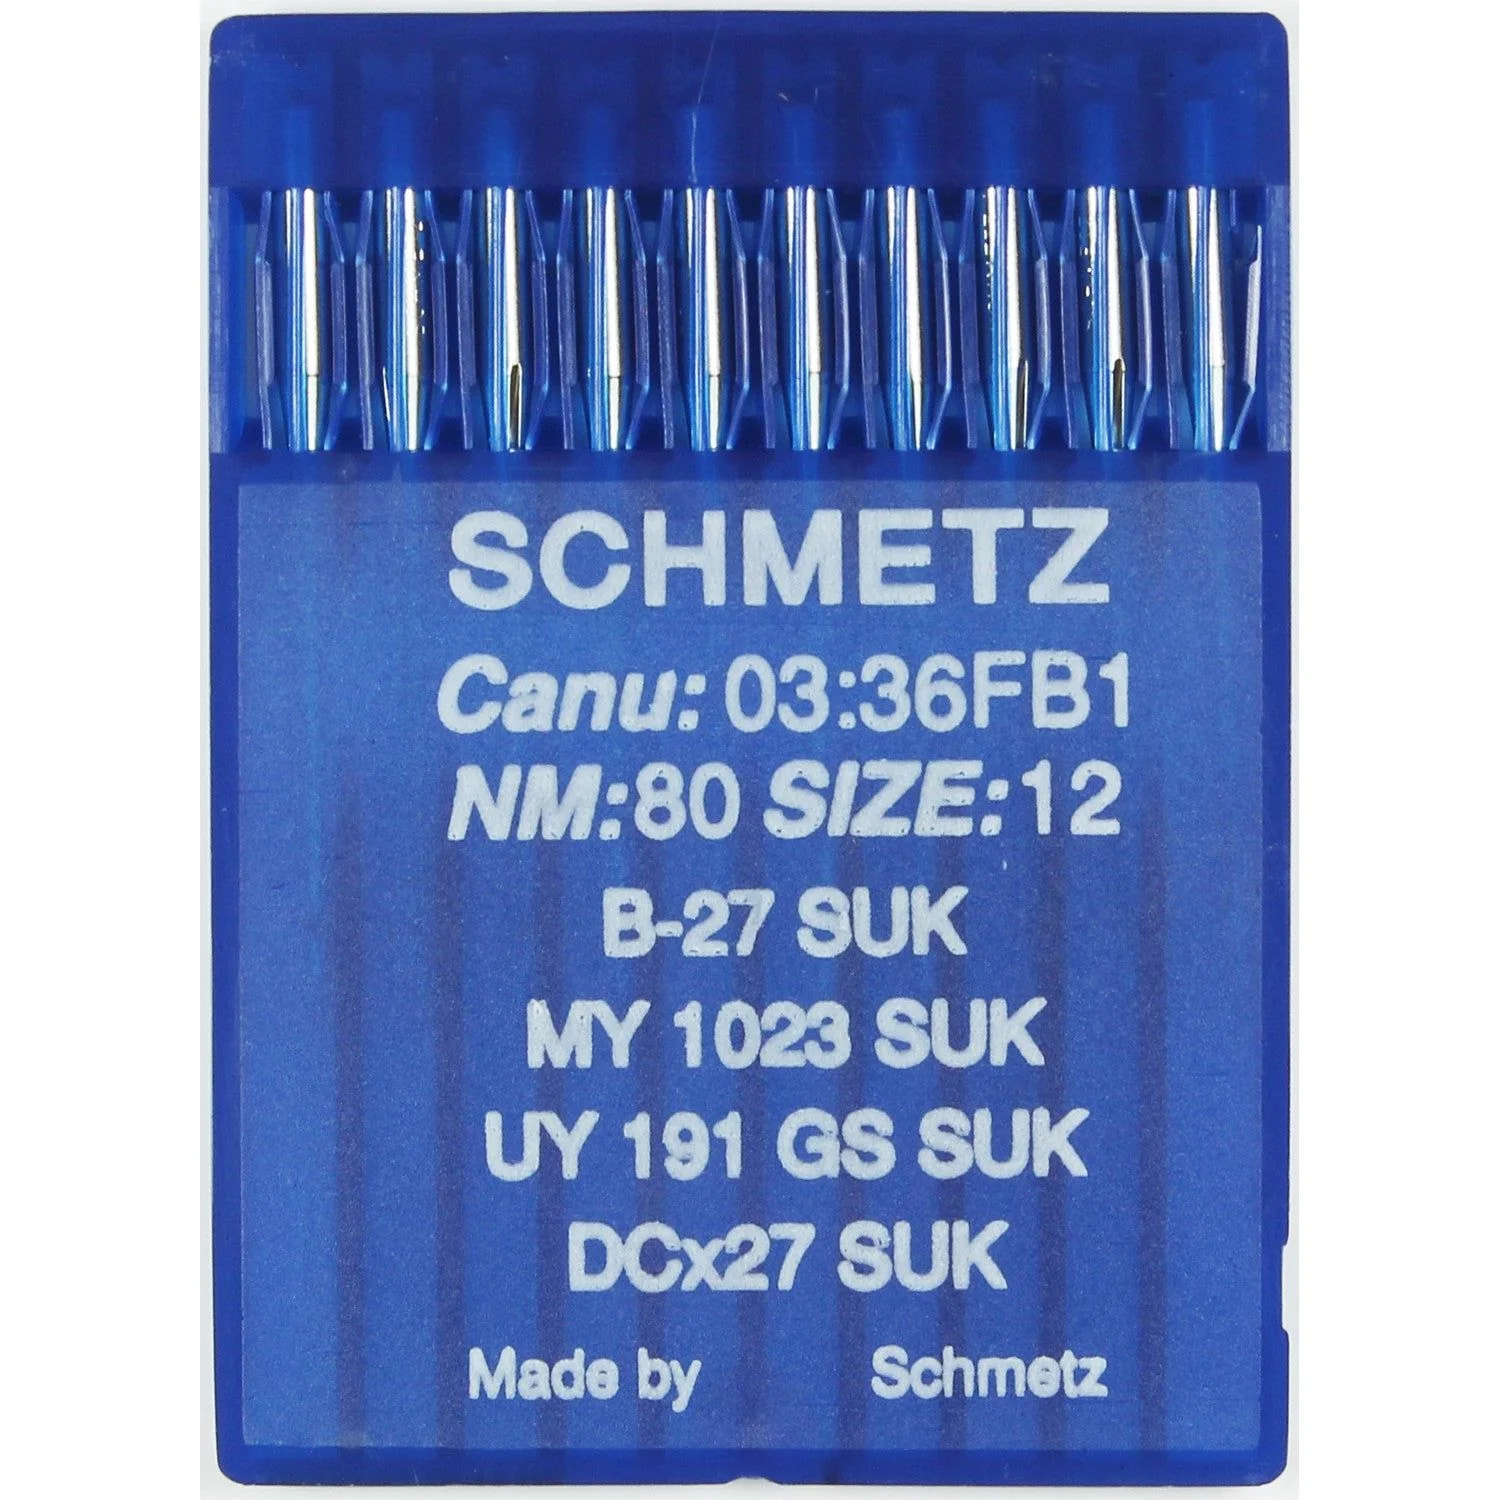 SCHMETZ
Canu: 03:36FB1
NM:80 SIZE:12
B-27 SUK
MY 1023 SUK
UY 191 GS SUK
DCx27 SUK
Made by Schmetz